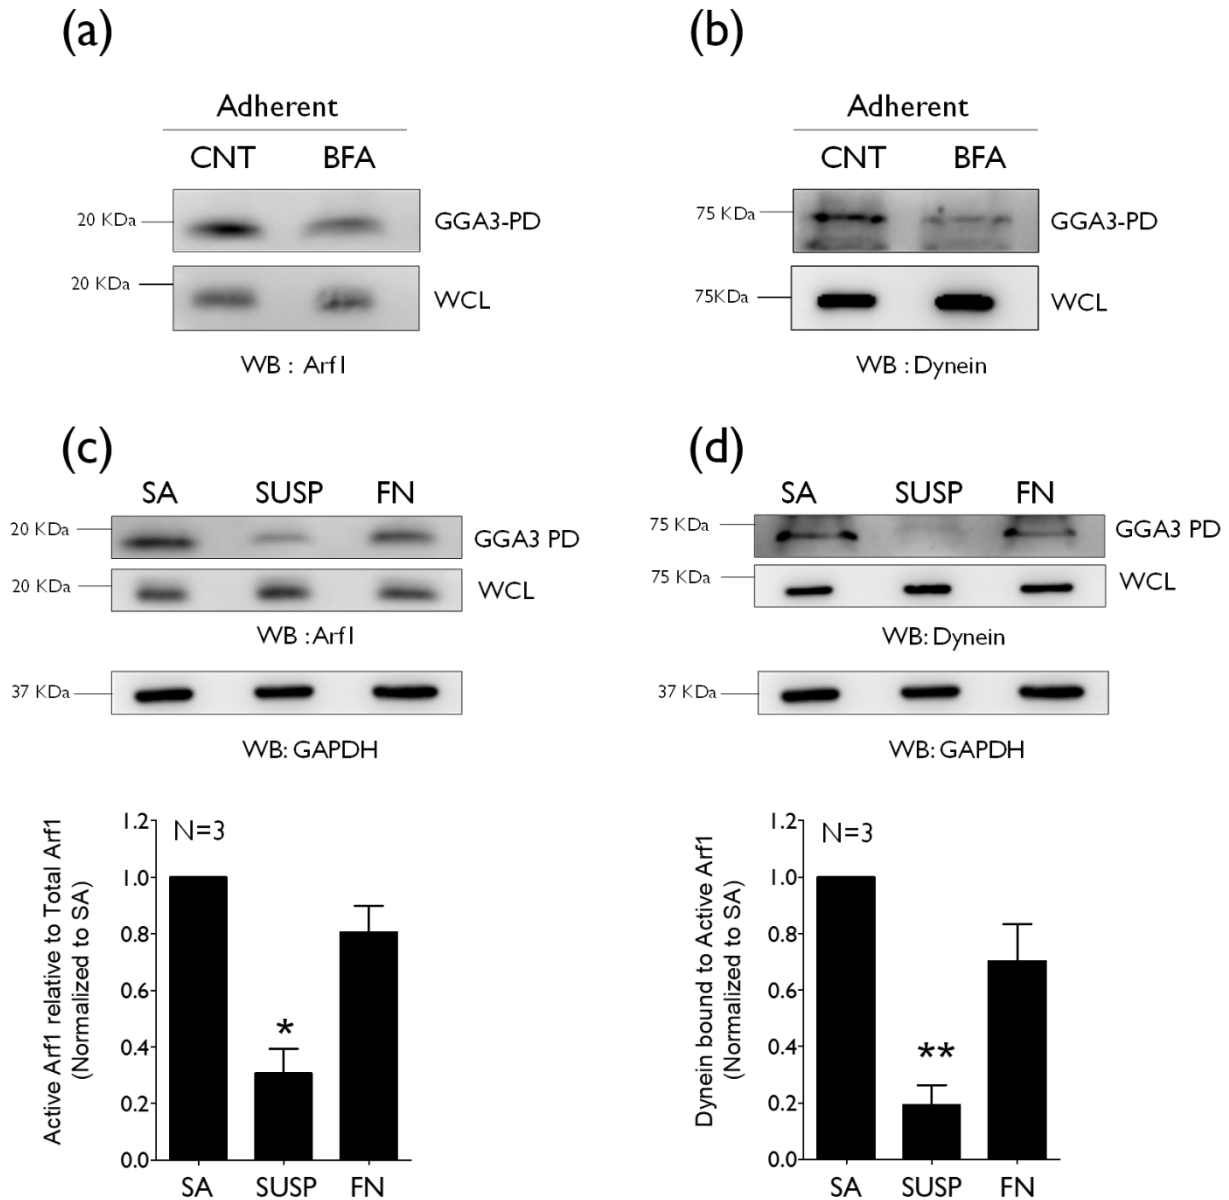 (a)
Adherent
CNT BFA
20 KDa
GGA3-PD
20 KDa
WCL
WB : Arf1
(b)
Adherent
CNT BFA
75 KDa
GGA3-PD
75KDa
WCL
WB : Dynein
(c)
SA SUSP FN
20 KDa
GGA3 PD
20 KDa
WCL
WB : Arf1
37 KDa
WB: GAPDH
Active Arf1 relative to Total Arf1
(Normalized to SA)
N=3
1.2
1.0
0.8
0.6
0.4
0.2
0.0
*
SA SUSP FN
(d)
SA SUSP FN
75 KDa
GGA3 PD
75 KDa
WCL
WB: Dynein
37 KDa
WB: GAPDH
Dynein bound to Active Arf1
(Normalized to SA)
N=3
1.2
1.0
0.8
0.6
0.4
0.2
0.0
**
SA SUSP FN